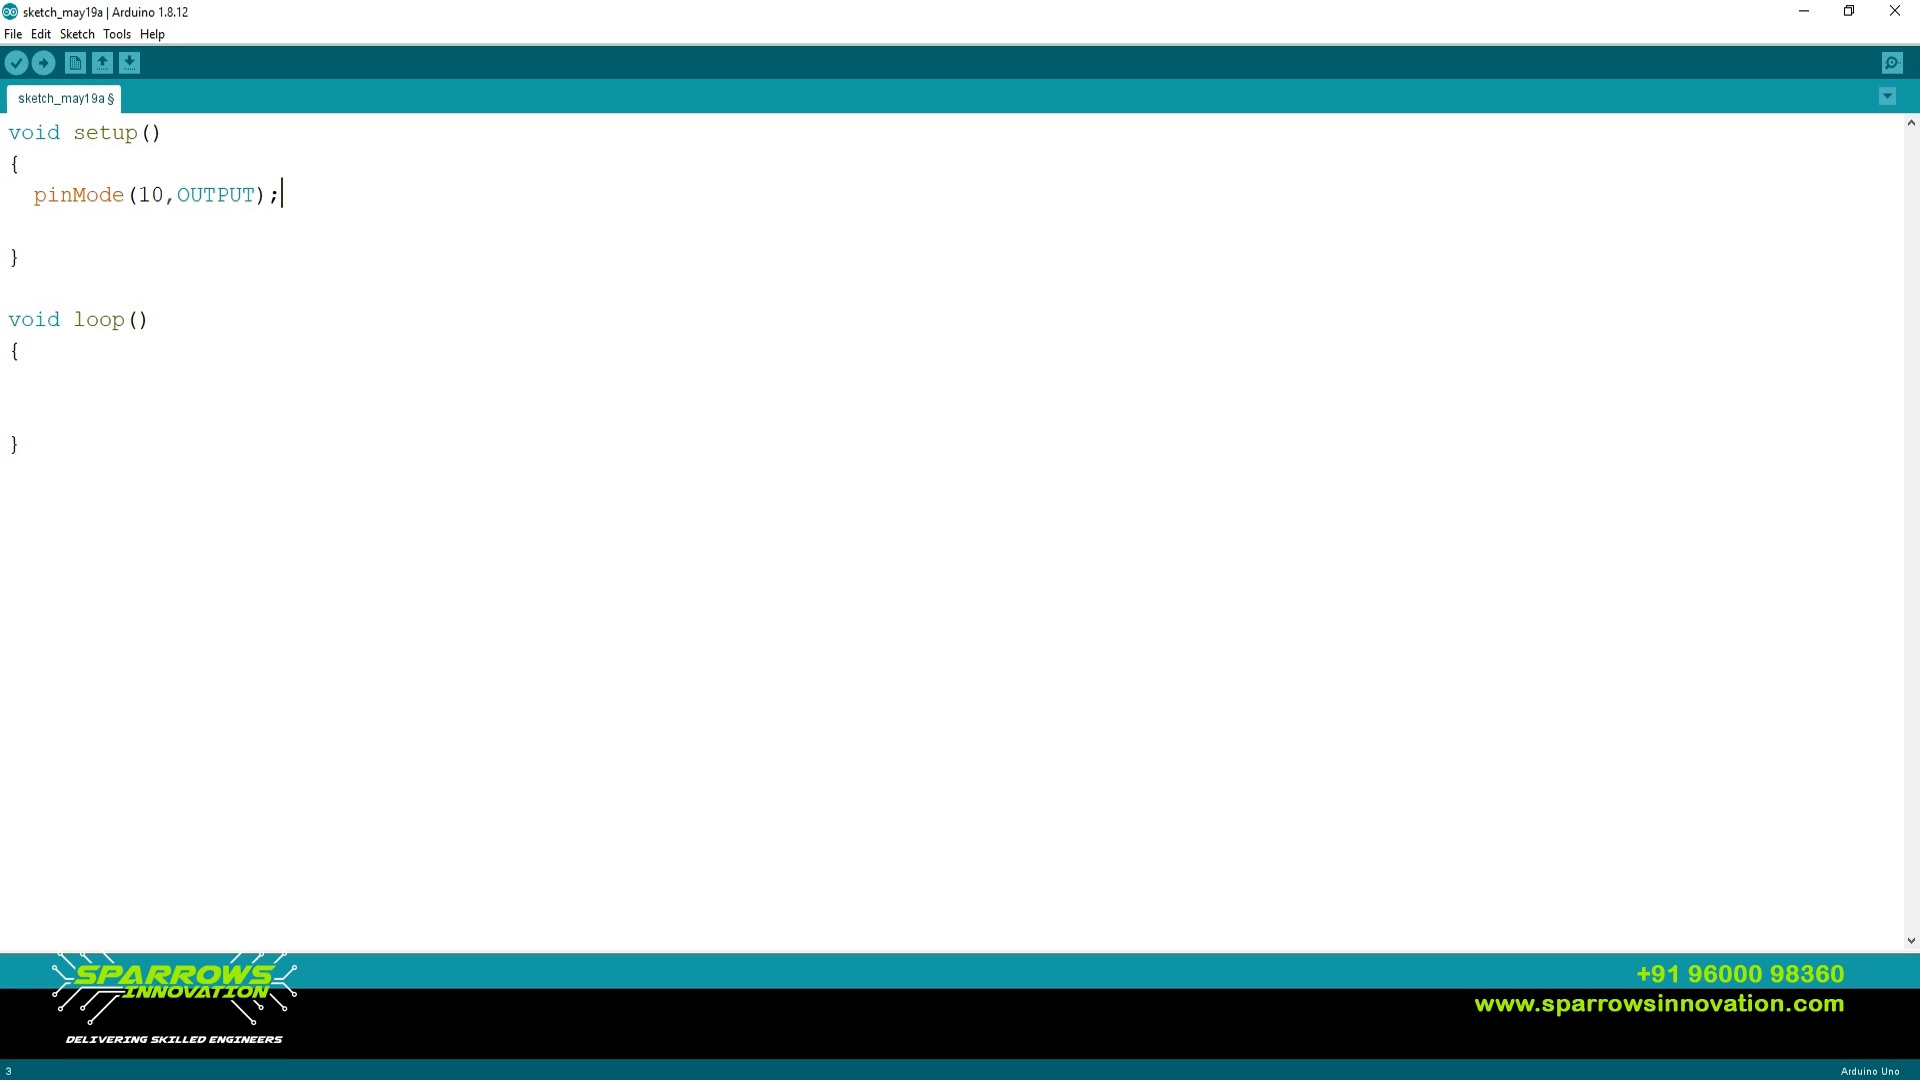 sketch_may19a | Arduino 1.8.12
File Edit Sketch Tools Help
sketch_may19a §
void setup()
{
  pinMode(10,OUTPUT);
}
void loop()
{
}
SPARROWS
INNOVATION
DELIVERING SKILLED ENGINEERS
+91 96000 98360
www.sparrowsinnovation.com
3
Arduino Uno